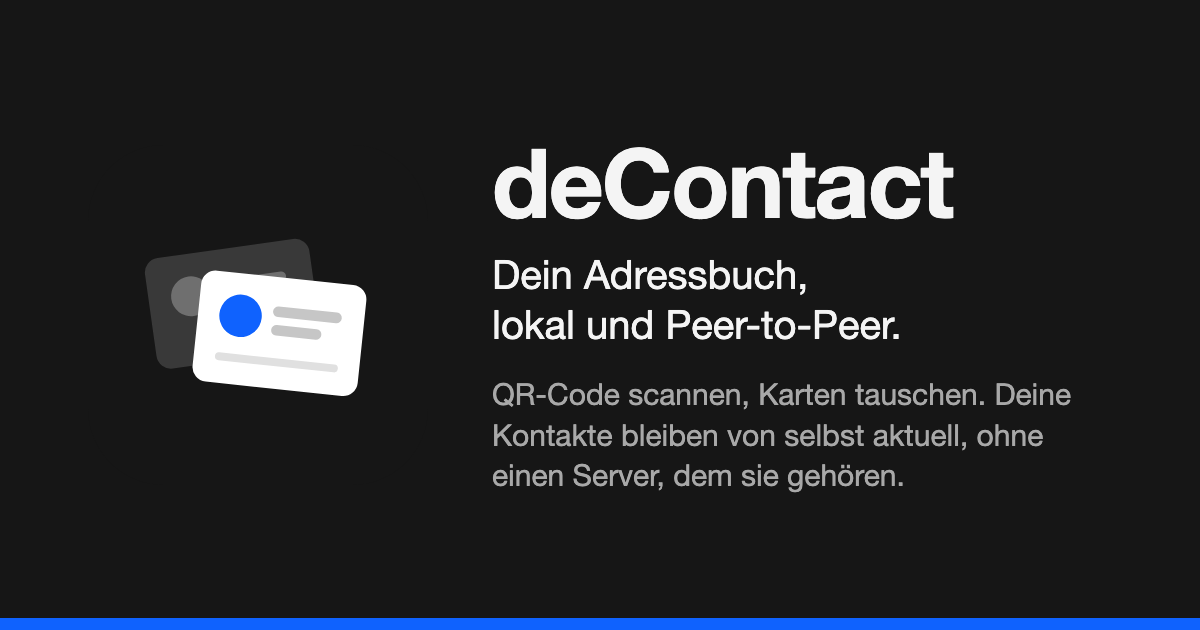 deContact
Dein Adressbuch,
lokal und Peer-to-Peer.
QR-Code scannen, Karten tauschen. Deine
Kontakte bleiben von selbst aktuell, ohne
einen Server, dem sie gehören.